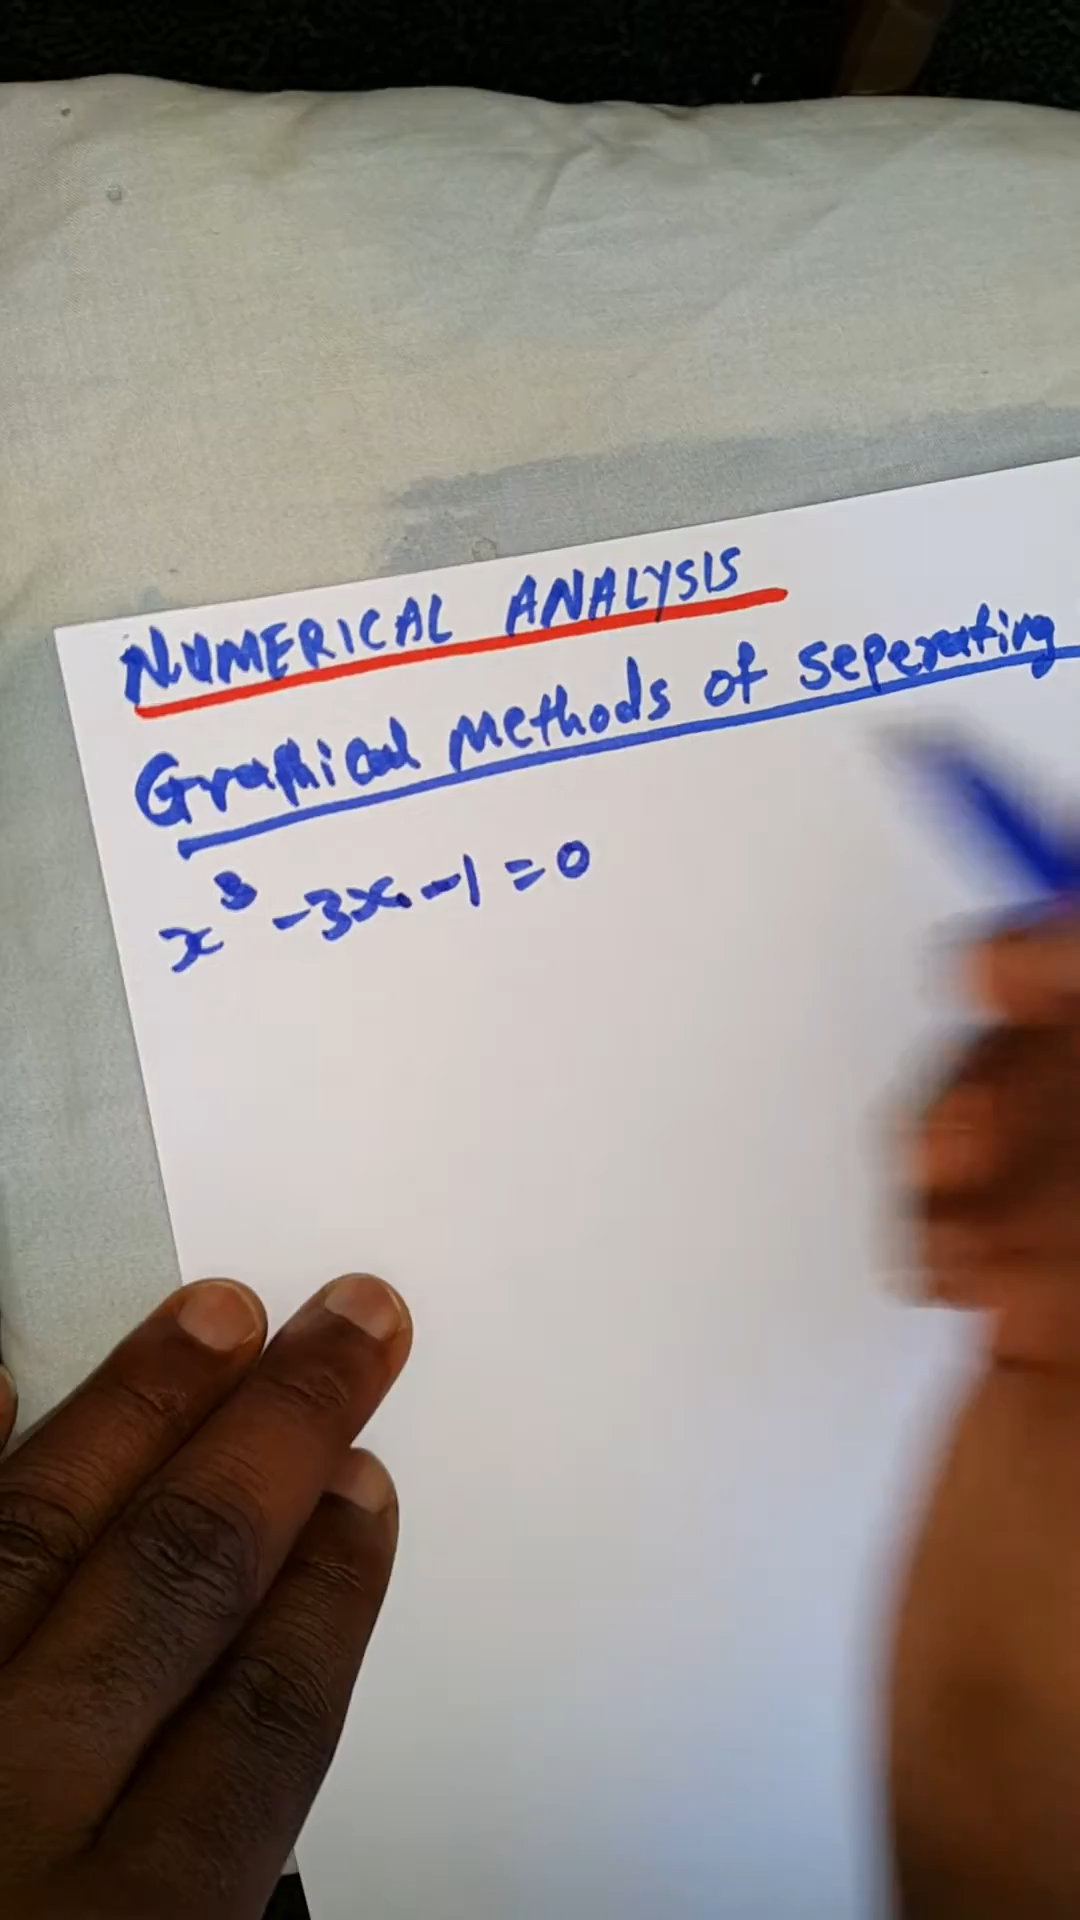 NUMERICAL ANALYSIS
Graphical Methods of seperating
x³ -3x -1 = 0